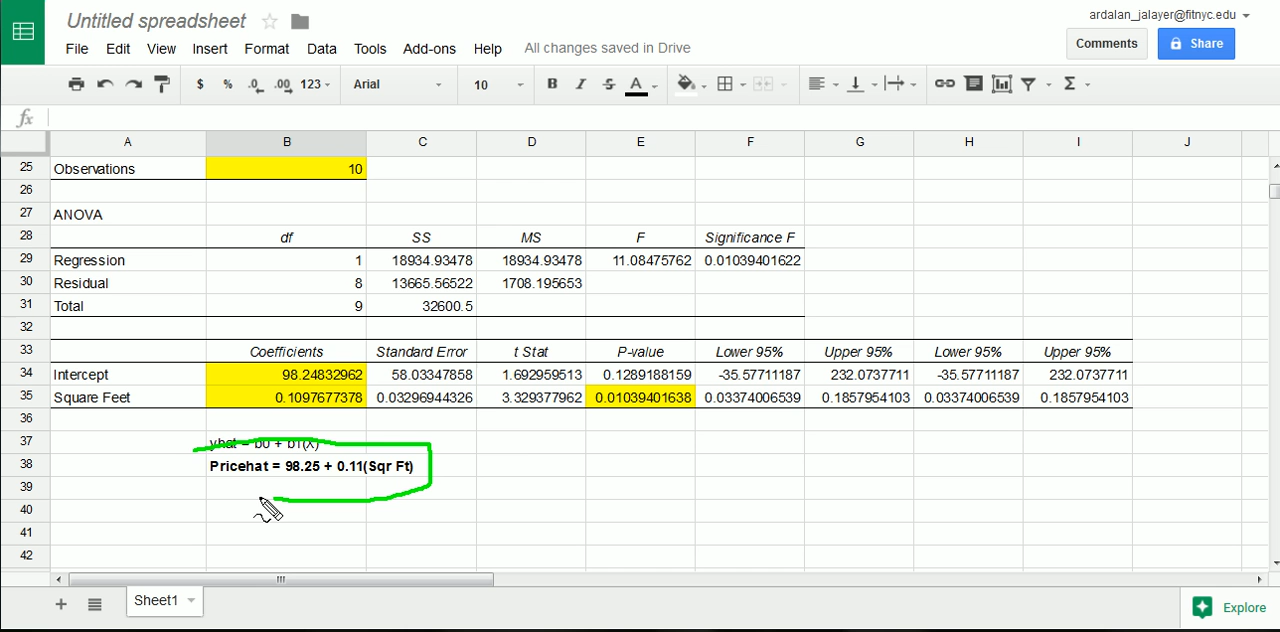 Untitled spreadsheet
ardalan_jalayer@fitnyc.edu
File Edit View Insert Format Data Tools Add-ons Help All changes saved in Drive
Comments Share
$ % .0 .00 123 Arial 10 B I S A Σ
fx
A B C D E F G H I J
25 Observations 10
26
27 ANOVA
28 df SS MS F Significance F
29 Regression 1 18934.93478 18934.93478 11.08475762 0.01039401622
30 Residual 8 13665.56522 1708.195653
31 Total 9 32600.5
32
33 Coefficients Standard Error t Stat P-value Lower 95% Upper 95% Lower 95% Upper 95%
34 Intercept 98.24832962 58.03347858 1.692959513 0.1289188159 -35.57711187 232.0737711 -35.57711187 232.0737711
35 Square Feet 0.1097677378 0.03296944326 3.329377962 0.01039401638 0.03374006539 0.1857954103 0.03374006539 0.1857954103
36
37 yhat = b0 + b1(X)
38 Pricehat = 98.25 + 0.11(Sqr Ft)
39
40
41
42
Sheet1
Explore